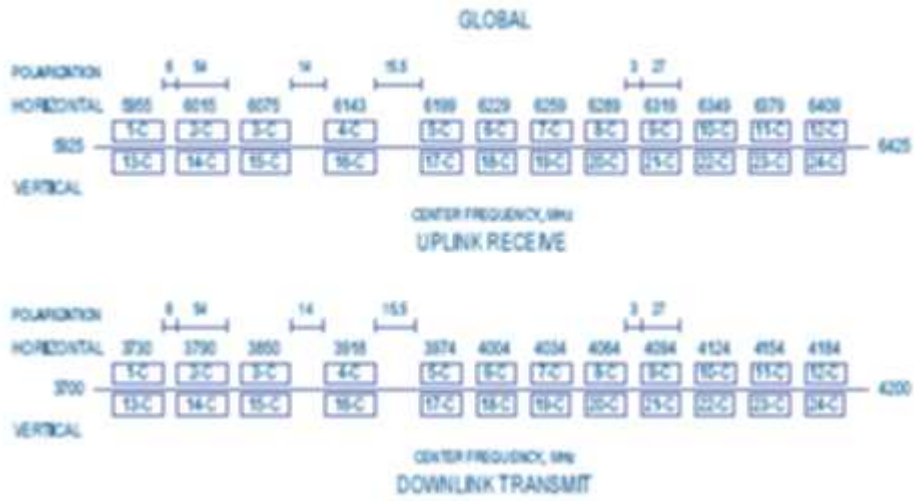 GLOBAL
6 54 14 15.5 3 27
POLARIZATION
HORIZONTAL 5955 6015 6075 6143 6199 6229 6259 6289 6319 6349 6379 6409
1-C 2-C 3-C 4-C 5-C 6-C 7-C 8-C 9-C 10-C 11-C 12-C
5925 6425
13-C 14-C 15-C 16-C 17-C 18-C 19-C 20-C 21-C 22-C 23-C 24-C
VERTICAL
CENTER FREQUENCY, MHz
UPLINK RECEIVE
6 54 14 15.5 3 27
POLARIZATION
HORIZONTAL 3730 3790 3850 3918 3974 4004 4034 4064 4094 4124 4154 4184
1-C 2-C 3-C 4-C 5-C 6-C 7-C 8-C 9-C 10-C 11-C 12-C
3700 4200
13-C 14-C 15-C 16-C 17-C 18-C 19-C 20-C 21-C 22-C 23-C 24-C
VERTICAL
CENTER FREQUENCY, MHz
DOWNLINK TRANSMIT